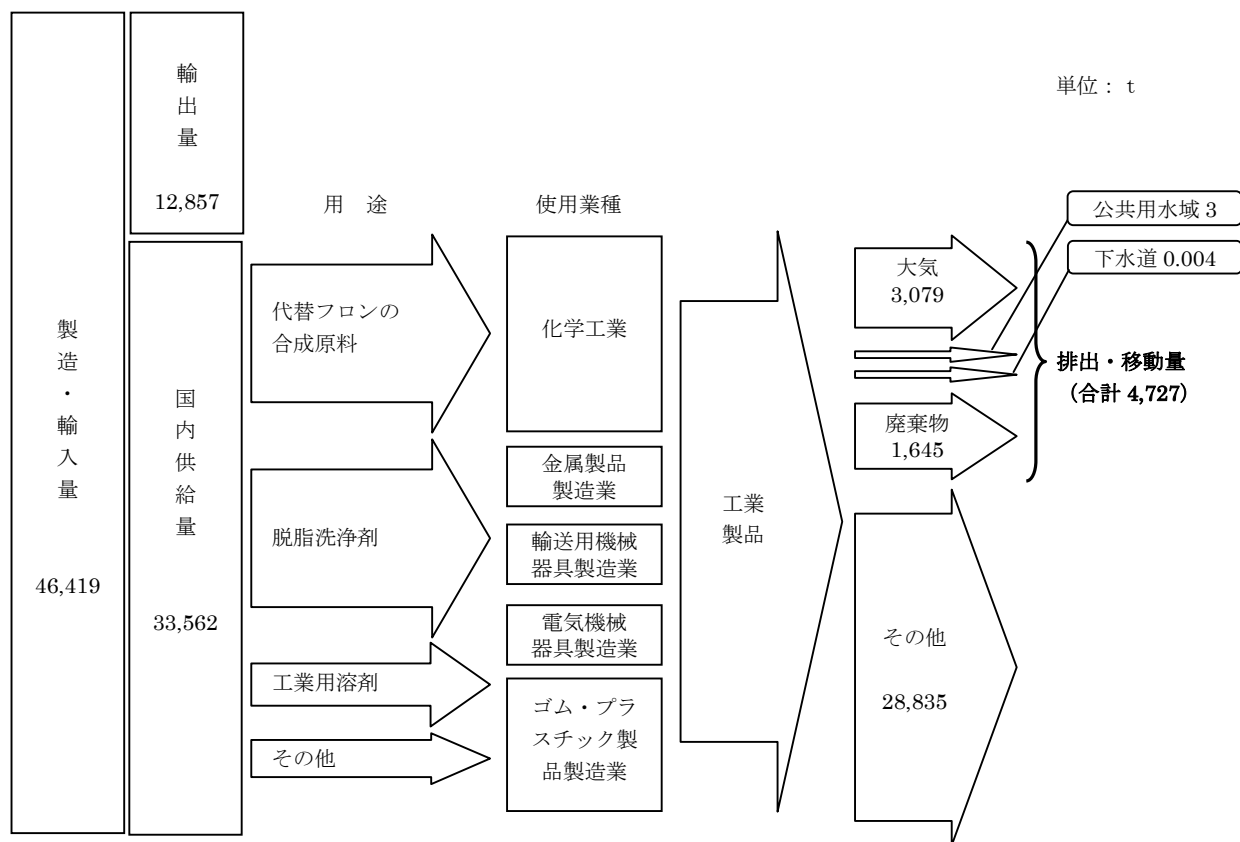 製造・輸入量
46,419
輸出量
12,857
国内供給量
33,562
単位： t
用　途
使用業種
代替フロンの
合成原料
脱脂洗浄剤
工業用溶剤
その他
化学工業
金属製品
製造業
輸送用機械
器具製造業
電気機械
器具製造業
ゴム・プラ
スチック製
品製造業
工業
製品
大気
3,079
廃棄物
1,645
その他
28,835
公共用水域 3
下水道 0.004
排出・移動量
（合計 4,727）